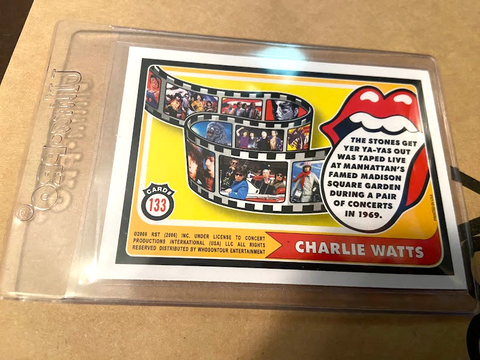 THE STONES GET
YER YA-YAS OUT
WAS TAPED LIVE
AT MANHATTAN'S
FAMED MADISON
SQUARE GARDEN
DURING A PAIR
OF CONCERTS
IN 1969.
CARD#
133
©2006 RST (2006) INC. UNDER LICENSE TO CONCERT
PRODUCTIONS INTERNATIONAL (USA) LLC ALL RIGHTS
RESERVED DISTRIBUTED BY WHOSONTOUR ENTERTAINMENT
CHARLIE WATTS